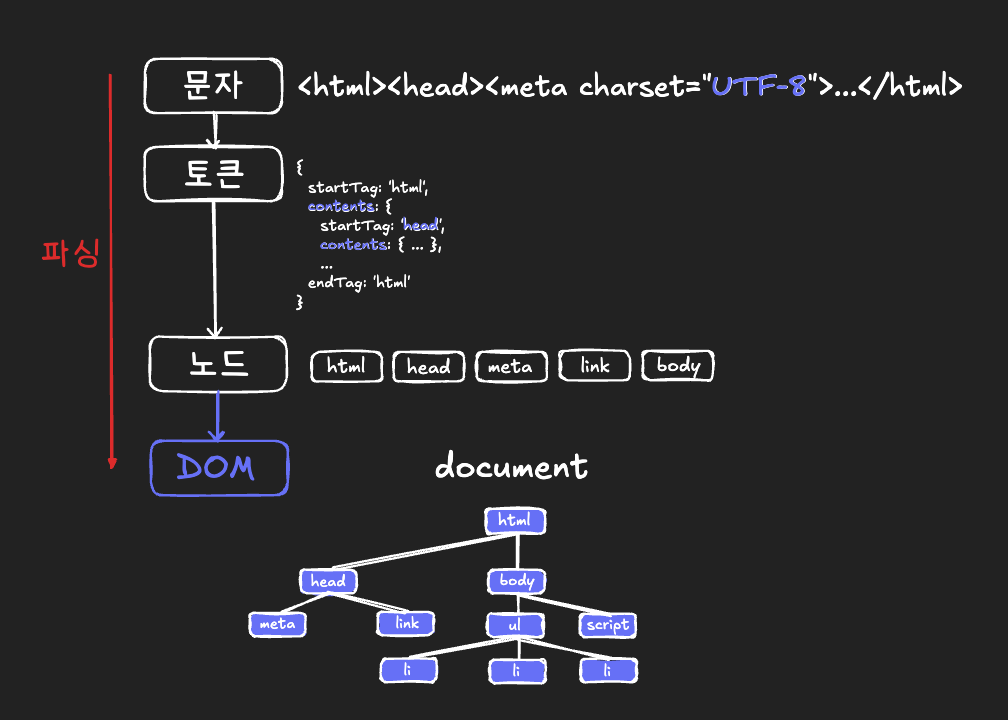 문자
<html><head><meta charset="UTF-8">...</html>
토큰
{
startTag: 'html',
contents: {
startTag: 'head',
contents: { ... },
...
endTag: 'html'
}
파싱
노드
html head meta link body
DOM
document
html
head body
meta link ul script
li li li